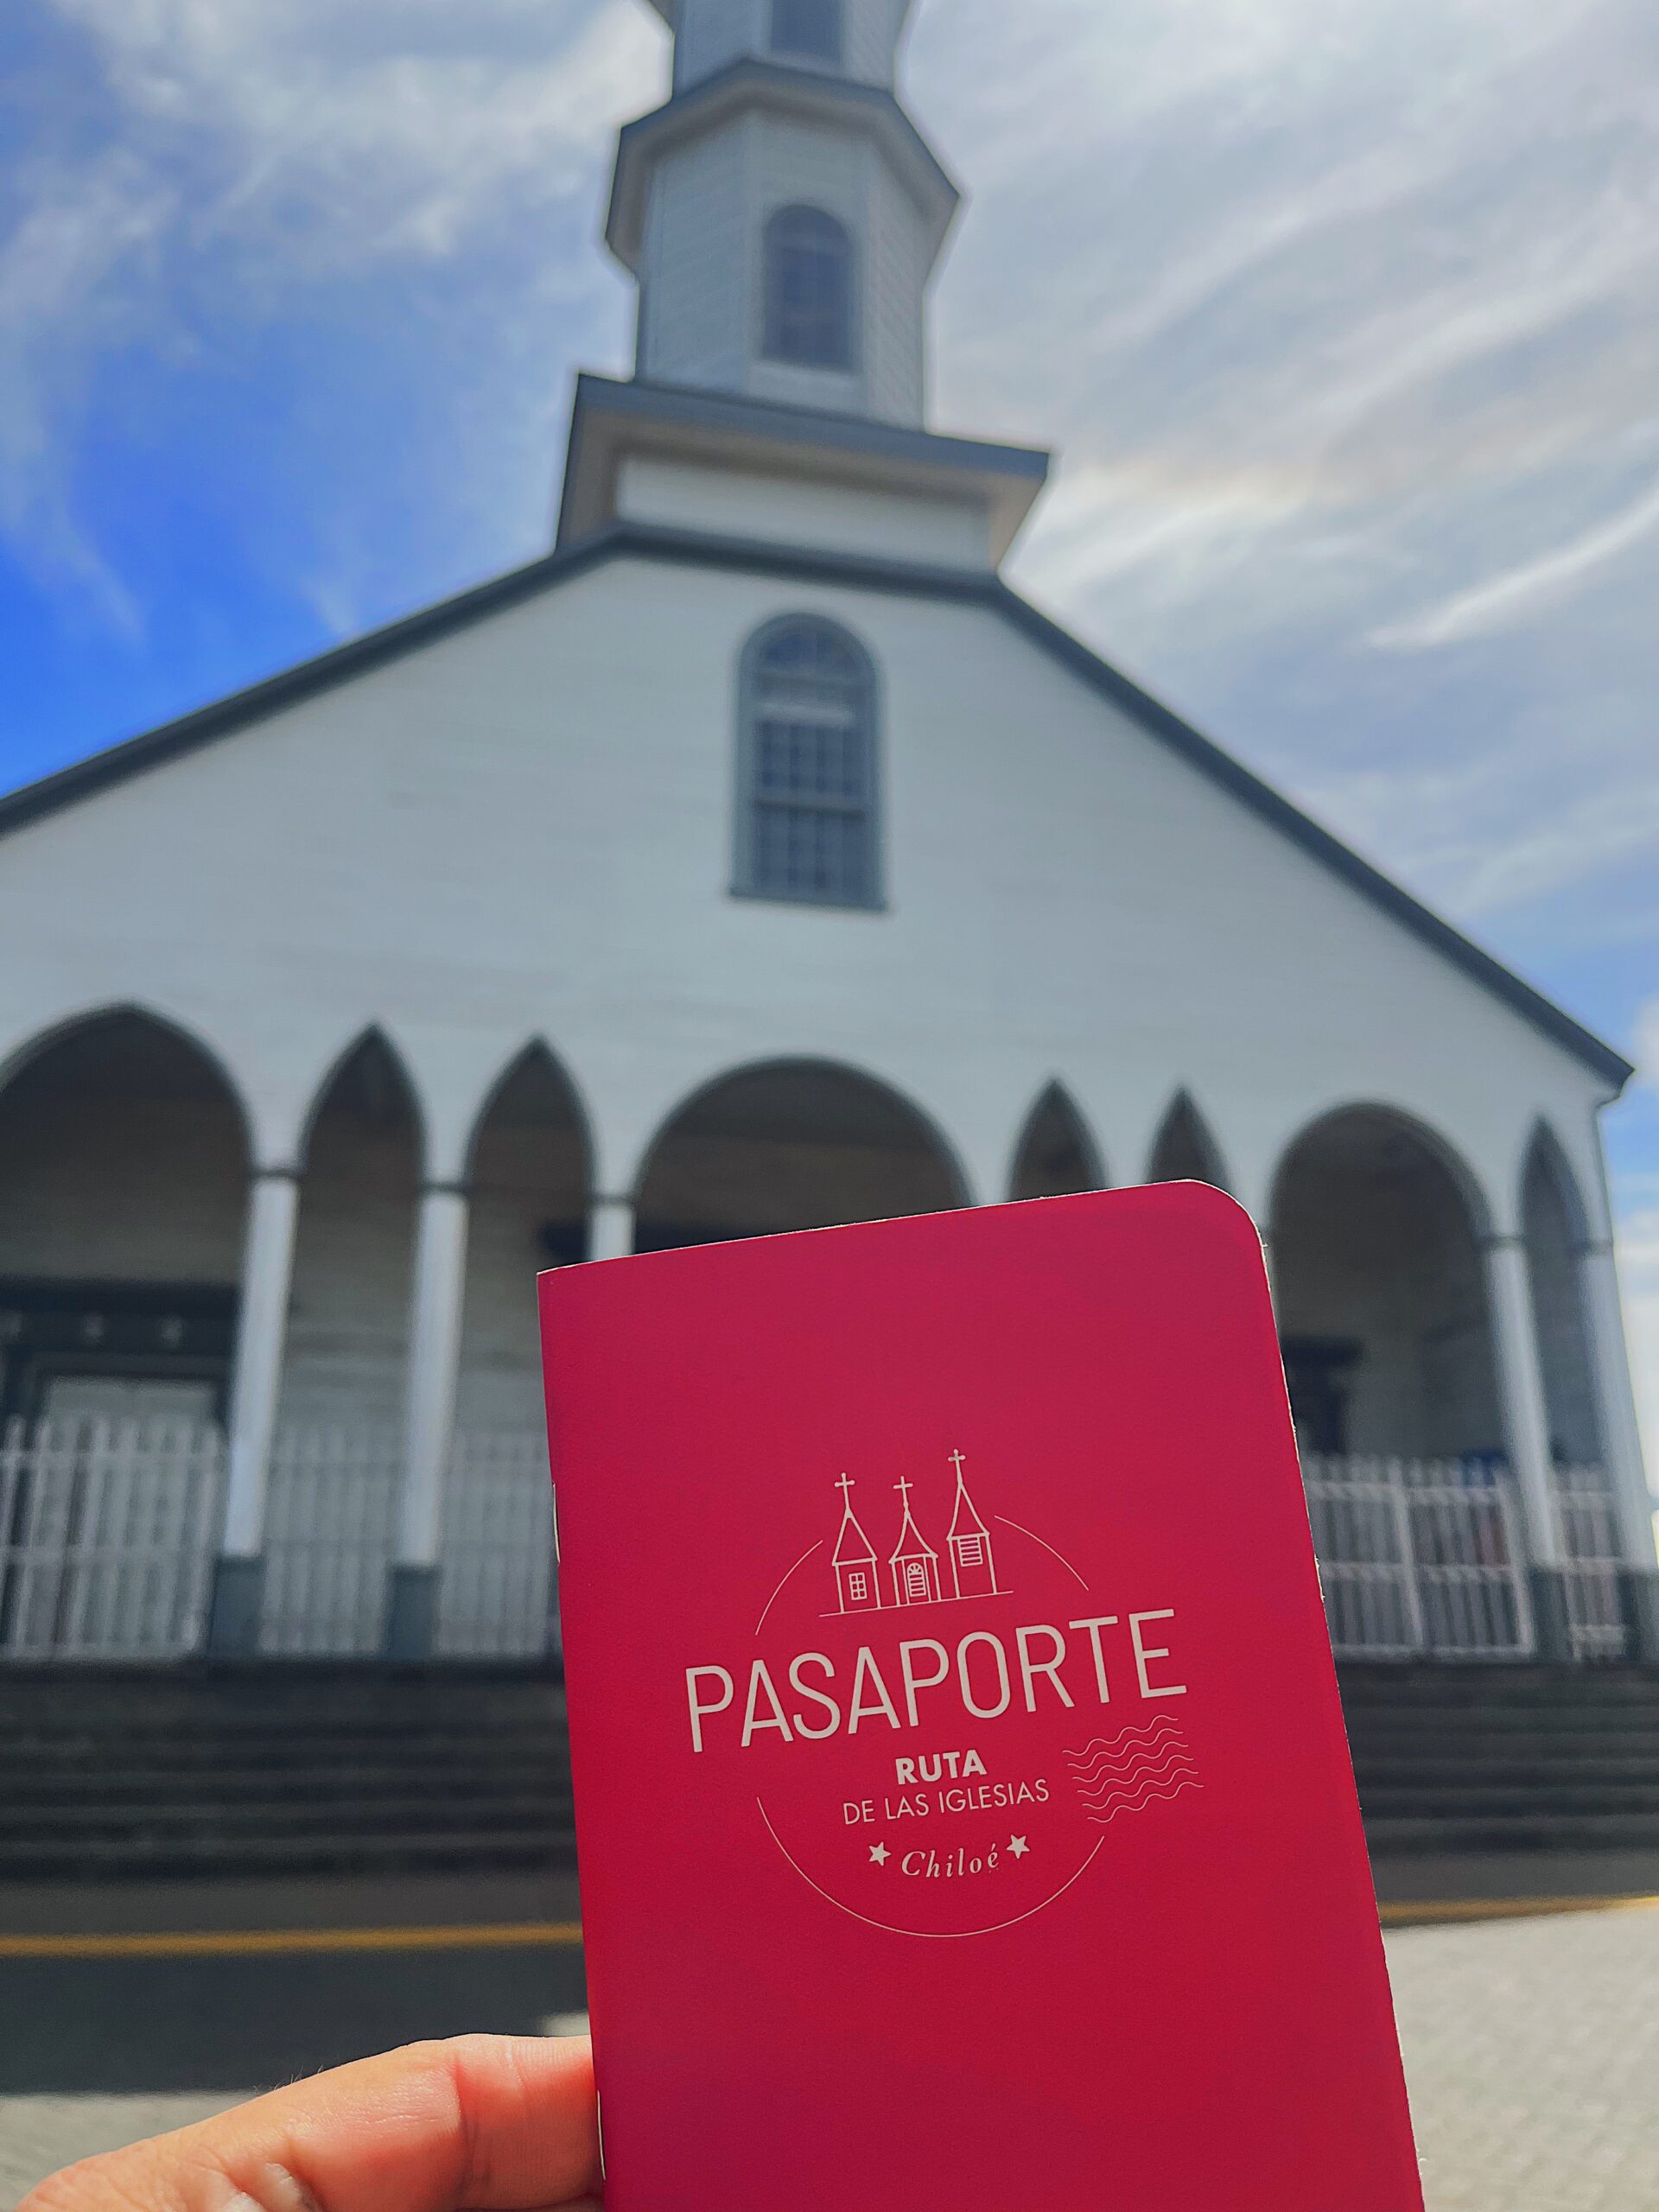 PASAPORTE
RUTA
DE LAS IGLESIAS
Chiloé